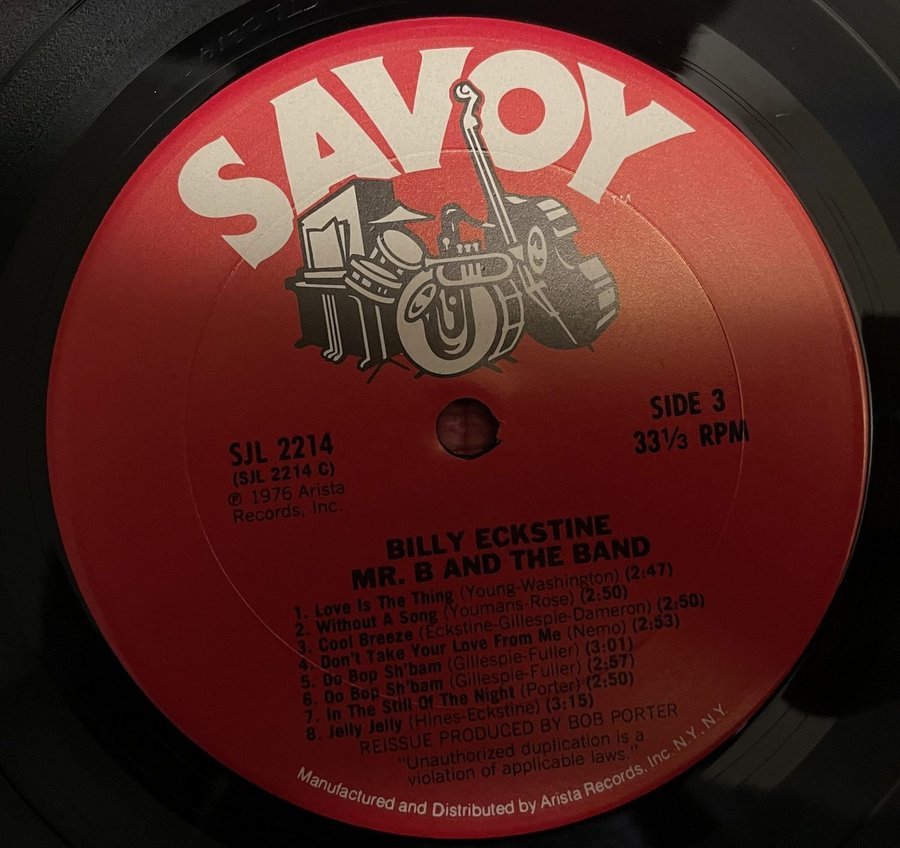 SAVOY
TM
SIDE 3
33⅓ RPM
SJL 2214
(SJL 2214 C)
℗ 1976 Arista
Records, Inc.
BILLY ECKSTINE
MR. B AND THE BAND
1. Love Is The Thing (Young-Washington) (2:47)
2. Without A Song (Youmans-Rose) (2:50)
3. Cool Breeze (Eckstine-Gillespie-Dameron) (2:50)
4. Don't Take Your Love From Me (Nemo) (2:53)
5. Oo Bop Sh'bam (Gillespie-Fuller) (3:01)
6. Oo Bop Sh'bam (Gillespie-Fuller) (2:57)
7. In The Still Of The Night (Porter) (2:50)
8. Jelly Jelly (Hines-Eckstine) (3:15)
REISSUE PRODUCED BY BOB PORTER
"Unauthorized duplication is a
violation of applicable laws."
Manufactured and Distributed by Arista Records, Inc. N.Y., N.Y.